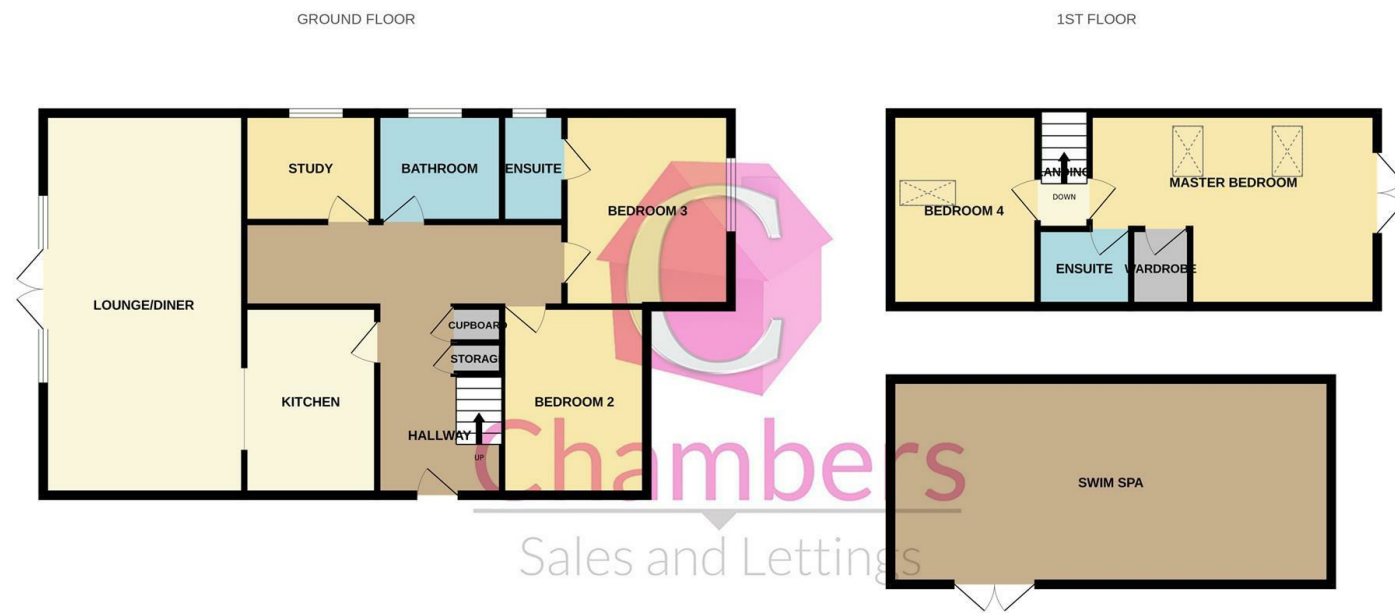 GROUND FLOOR
STUDY
BATHROOM
ENSUITE
BEDROOM 3
LOUNGE/DINER
CUPBOARD
STORAGE
KITCHEN
BEDROOM 2
HALLWAY
UP
1ST FLOOR
LANDING
DOWN
MASTER BEDROOM
BEDROOM 4
ENSUITE
WARDROBE
SWIM SPA
C
Chambers
Sales and Lettings